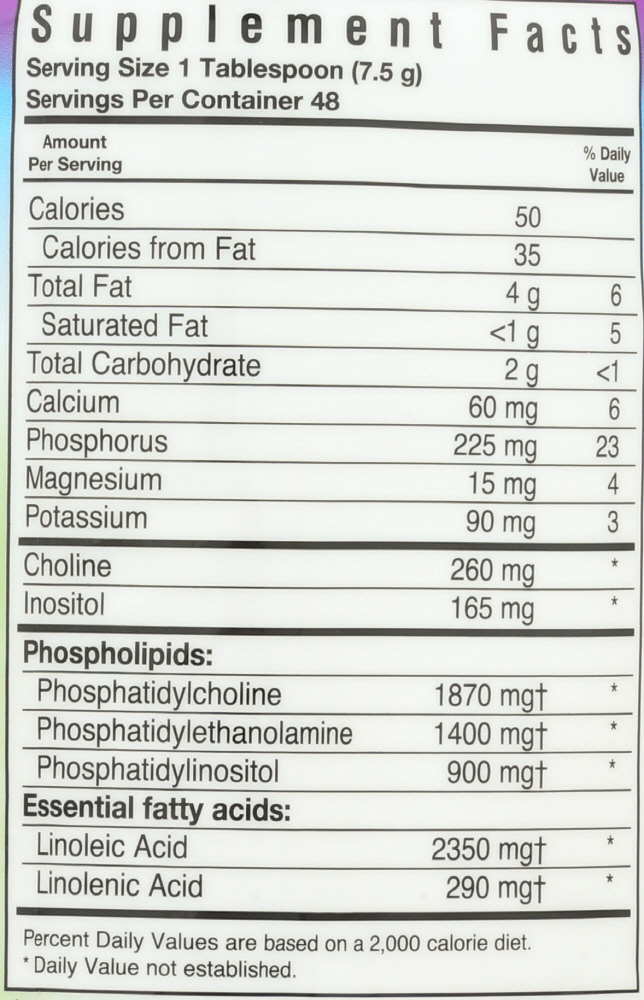 Supplement Facts
Serving Size 1 Tablespoon (7.5 g)
Servings Per Container 48
Amount
Per Serving
% Daily
Value
Calories 50
Calories from Fat 35
Total Fat 4 g 6
Saturated Fat <1 g 5
Total Carbohydrate 2 g <1
Calcium 60 mg 6
Phosphorus 225 mg 23
Magnesium 15 mg 4
Potassium 90 mg 3
Choline 260 mg *
Inositol 165 mg *
Phospholipids:
Phosphatidylcholine 1870 mg† *
Phosphatidylethanolamine 1400 mg† *
Phosphatidylinositol 900 mg† *
Essential fatty acids:
Linoleic Acid 2350 mg† *
Linolenic Acid 290 mg† *
Percent Daily Values are based on a 2,000 calorie diet.
* Daily Value not established.